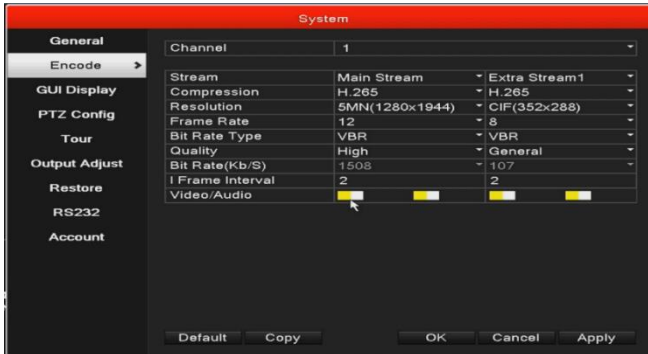 System
General
Encode
GUI Display
PTZ Config
Tour
Output Adjust
Restore
RS232
Account
Channel 1
Stream Main Stream Extra Stream1
Compression H.265 H.265
Resolution 5MN(1280x1944) CIF(352x288)
Frame Rate 12 8
Bit Rate Type VBR VBR
Quality High General
Bit Rate(Kb/S) 1508 107
I Frame Interval 2 2
Video/Audio
Default Copy OK Cancel Apply